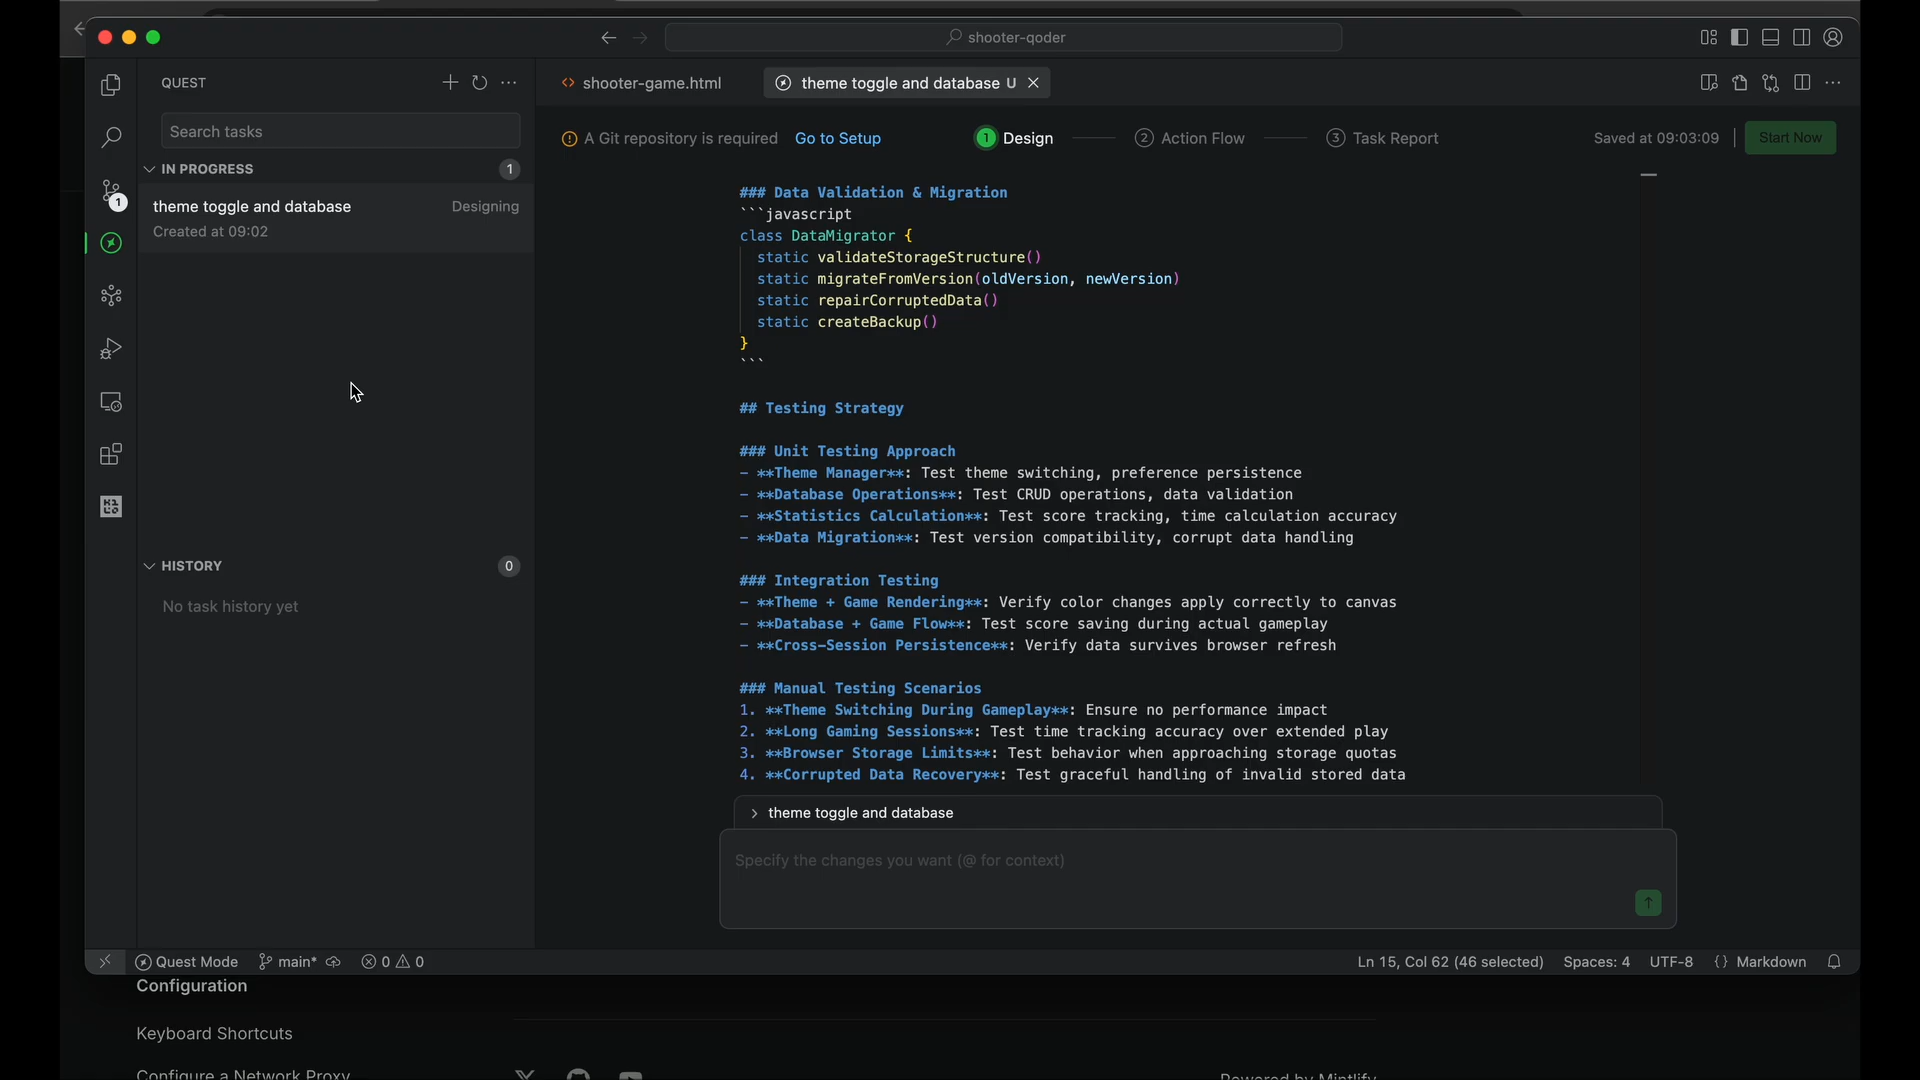 shooter-qoder
QUEST
Search tasks
IN PROGRESS 1
theme toggle and database Designing
Created at 09:02
1
HISTORY 0
No task history yet
shooter-game.html
theme toggle and database U
A Git repository is required Go to Setup
1 Design
2 Action Flow
3 Task Report
Saved at 09:03:09
Start Now
### Data Validation & Migration
```javascript
class DataMigrator {
static validateStorageStructure()
static migrateFromVersion(oldVersion, newVersion)
static repairCorruptedData()
static createBackup()
}
```
## Testing Strategy
### Unit Testing Approach
- **Theme Manager**: Test theme switching, preference persistence
- **Database Operations**: Test CRUD operations, data validation
- **Statistics Calculation**: Test score tracking, time calculation accuracy
- **Data Migration**: Test version compatibility, corrupt data handling
### Integration Testing
- **Theme + Game Rendering**: Verify color changes apply correctly to canvas
- **Database + Game Flow**: Test score saving during actual gameplay
- **Cross-Session Persistence**: Verify data survives browser refresh
### Manual Testing Scenarios
1. **Theme Switching During Gameplay**: Ensure no performance impact
2. **Long Gaming Sessions**: Test time tracking accuracy over extended play
3. **Browser Storage Limits**: Test behavior when approaching storage quotas
4. **Corrupted Data Recovery**: Test graceful handling of invalid stored data
theme toggle and database
Specify the changes you want (@ for context)
Quest Mode main* 0 0
Ln 15, Col 62 (46 selected) Spaces: 4 UTF-8 {} Markdown
Configuration
Keyboard Shortcuts
Configure a Network Proxy
Powered by Mintlify